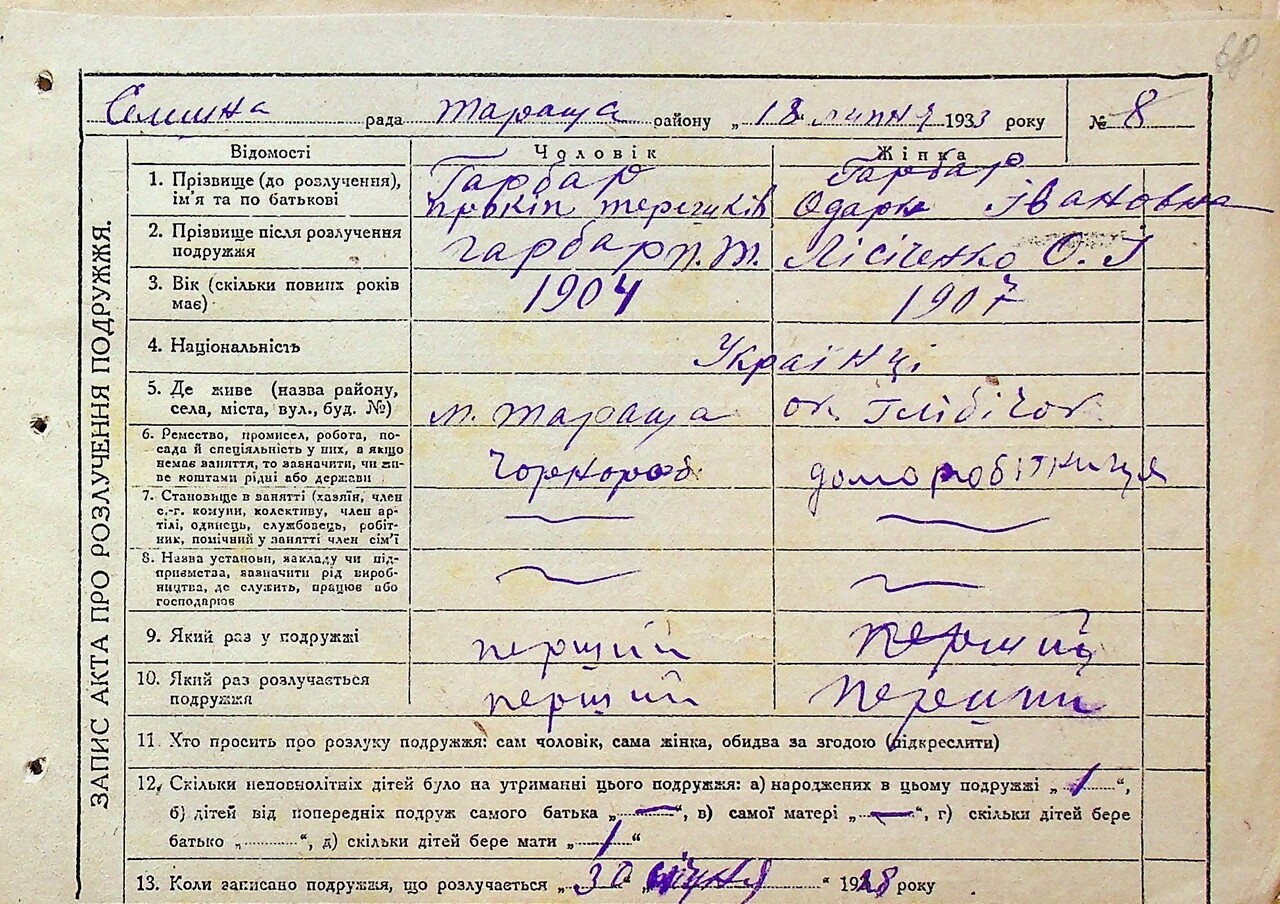 68
Селишна рада Тараща району „18 липня 1933 року № 8
ЗАПИС АКТА ПРО РОЗЛУЧЕННЯ ПОДРУЖЖЯ.
Відомості Чоловік Жінка
1. Прізвище (до розлучення), ім'я та по батькові
Гарбар
Прокіп
Гарбар
Одарка Івановна
2. Прізвище після розлучення подружжя
Гарбар П. Т. Лісіченко О. І
3. Вік (скільки повних років має)
1904 1907
4. Національність
Українці
5. Де живе (назва району, села, міста, вул., буд. №)
м. Тараща
6. Ремество, промисел, робота, посада й спеціяльність у них, а якщо немає заняття, то зазначити, чи живе коштами рідні або держави
Чорнороб доморобітниця
7. Становище в занятті (хазяїн, член с.-г. комуни, колективу, член артілі, одинець, службовець, робітник, помічний у занятті член сім'ї
8. Назва установи, закладу чи підприємства, зазначити рід виробництва, де служить, працює або господарює
9. Який раз у подружжі
перший перший
10. Який раз розлучається подружжя
перший перший
11. Хто просить про розлуку подружжя: сам чоловік, сама жінка, обидва за згодою (підкреслити)
12. Скільки неповнолітніх дітей було на утриманні цього подружжя: а) народжених в цьому подружжі „1“,
б) дітей від попередніх подруж самого батька „—“, в) самої матері „—“, г) скільки дітей бере
батько „ “, д) скільки дітей бере мати „1“
13. Коли записано подружжя, що розлучається „30“ „січня“ 1928 року